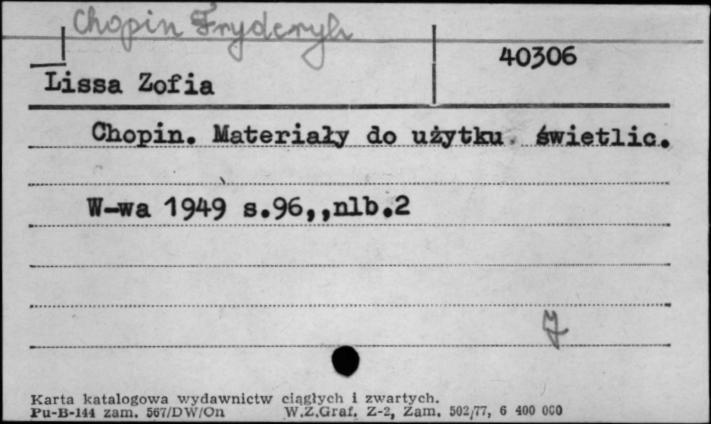 Chopin Fryderyk
40306
Lissa Zofia
Chopin. Materiały do użytku świetlic.
W-wa 1949 s.96,,nlb.2
7
Karta katalogowa wydawnictw ciągłych i zwartych.
Pu-B-144 zam. 567/DW/On W.Z.Graf. Z-2, Zam. 502/77, 6 400 000